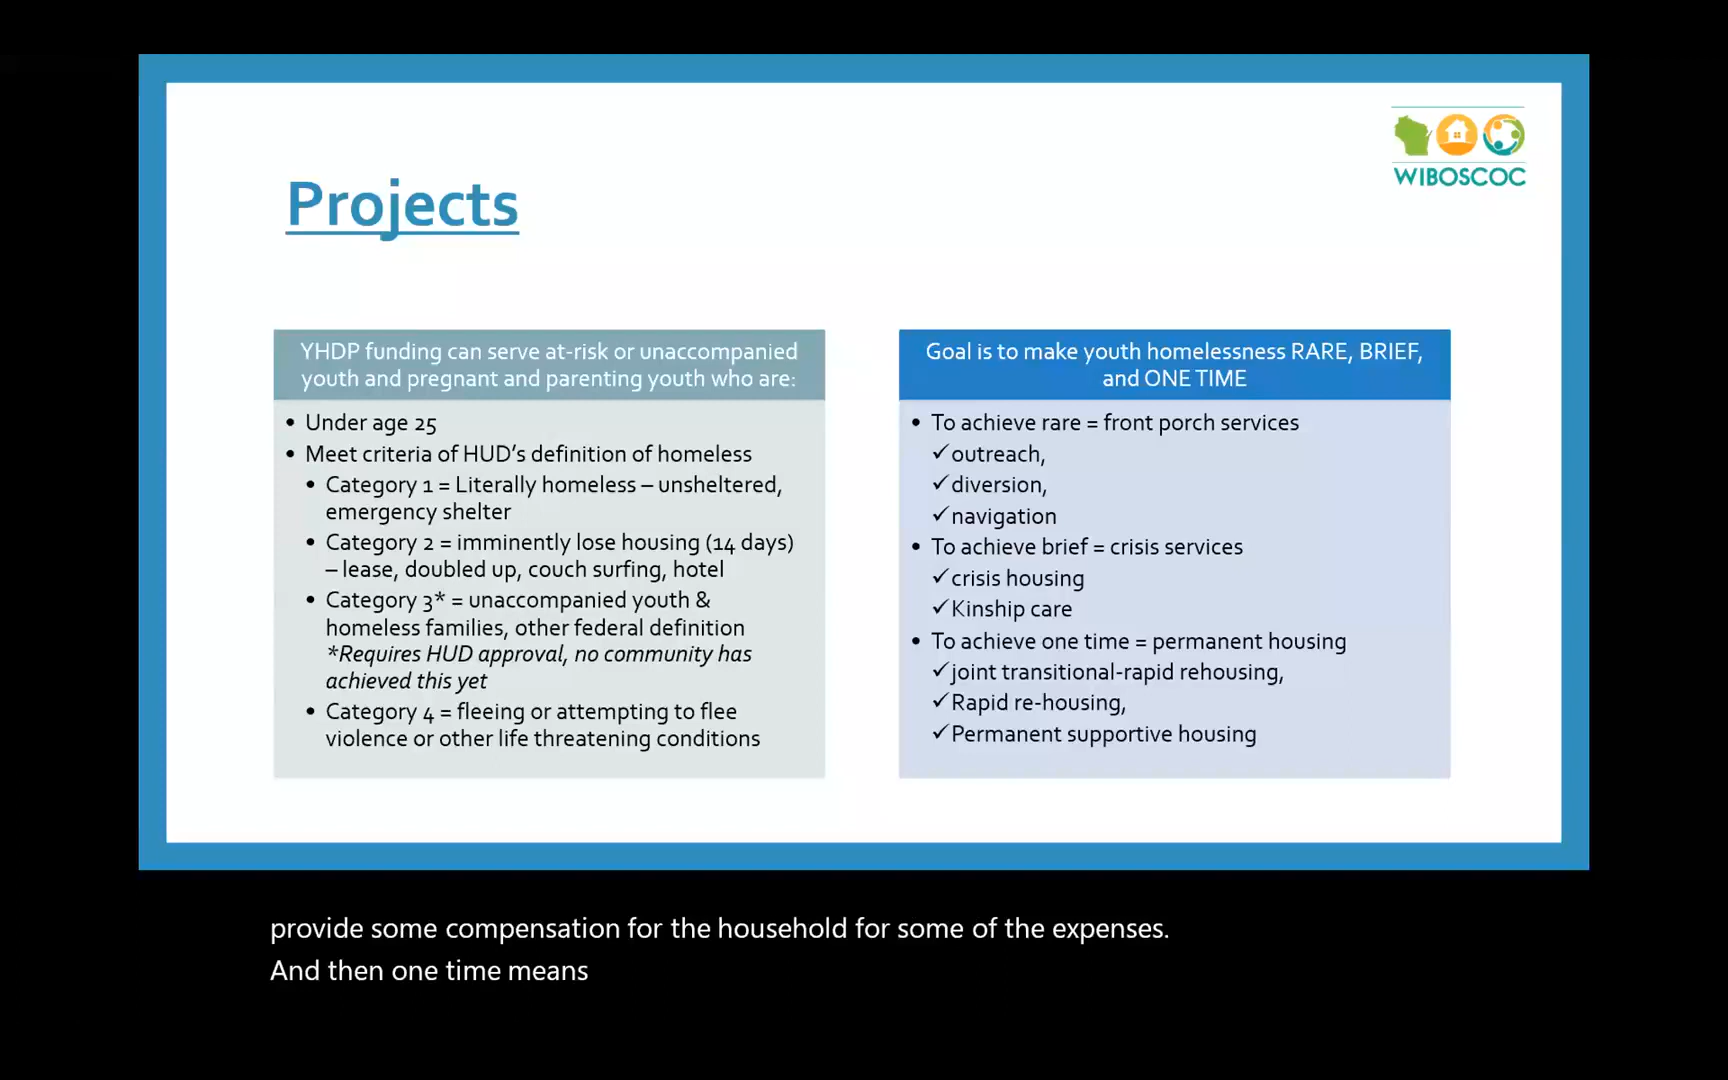 WIBOSCOC
Projects
YHDP funding can serve at-risk or unaccompanied
youth and pregnant and parenting youth who are:
• Under age 25
• Meet criteria of HUD's definition of homeless
• Category 1 = Literally homeless – unsheltered,
emergency shelter
• Category 2 = imminently lose housing (14 days)
– lease, doubled up, couch surfing, hotel
• Category 3* = unaccompanied youth &
homeless families, other federal definition
*Requires HUD approval, no community has
achieved this yet
• Category 4 = fleeing or attempting to flee
violence or other life threatening conditions
Goal is to make youth homelessness RARE, BRIEF,
and ONE TIME
• To achieve rare = front porch services
✓outreach,
✓diversion,
✓navigation
• To achieve brief = crisis services
✓crisis housing
✓Kinship care
• To achieve one time = permanent housing
✓joint transitional-rapid rehousing,
✓Rapid re-housing,
✓Permanent supportive housing
provide some compensation for the household for some of the expenses.
And then one time means